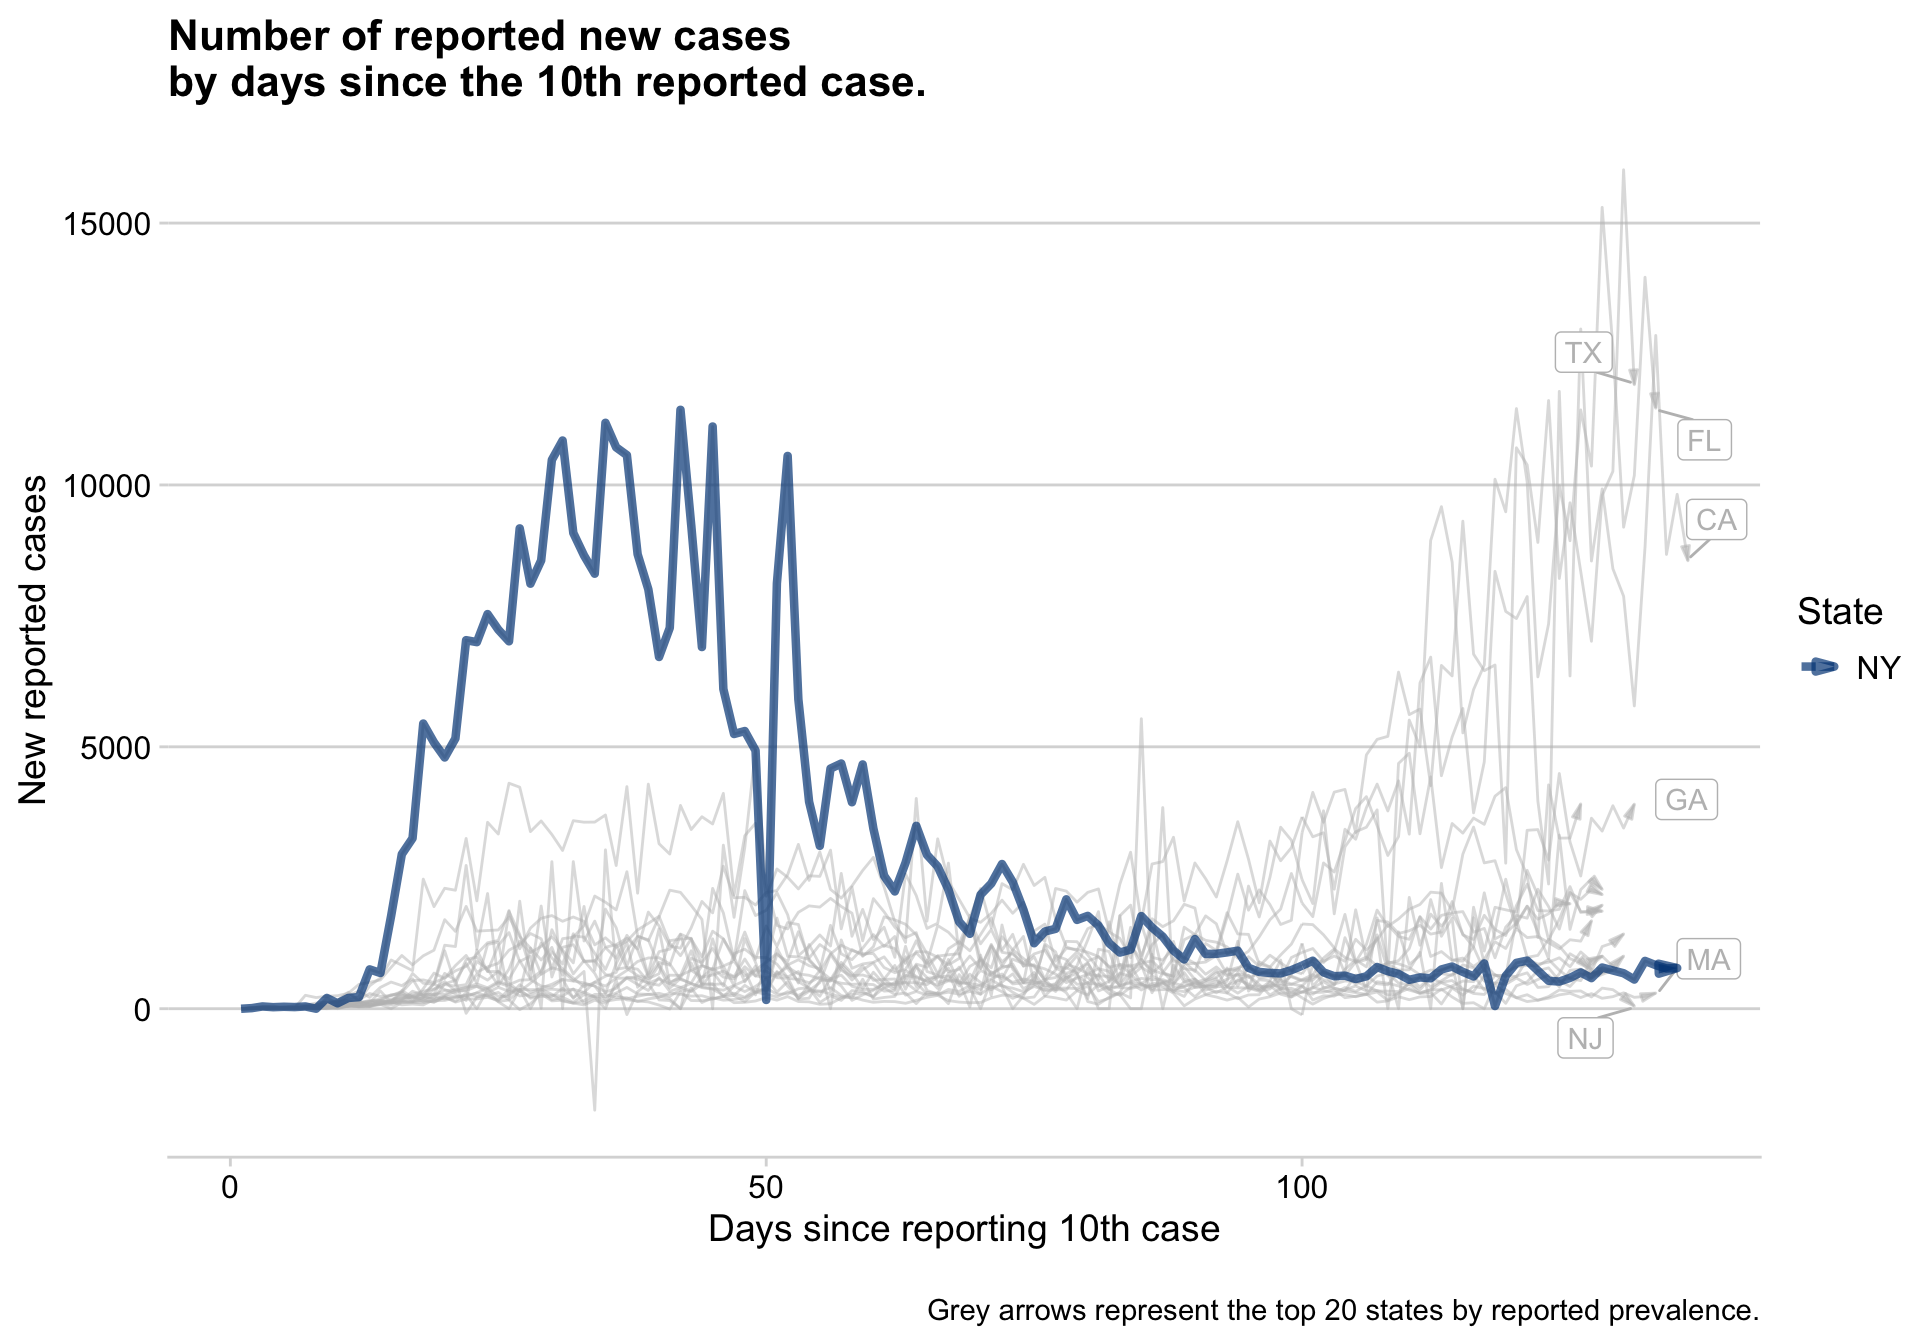 Number of reported new cases
by days since the 10th reported case.
15000
10000
5000
0
New reported cases
TX
FL
CA
GA
MA
NJ
State
NY
0
50
100
Days since reporting 10th case
Grey arrows represent the top 20 states by reported prevalence.